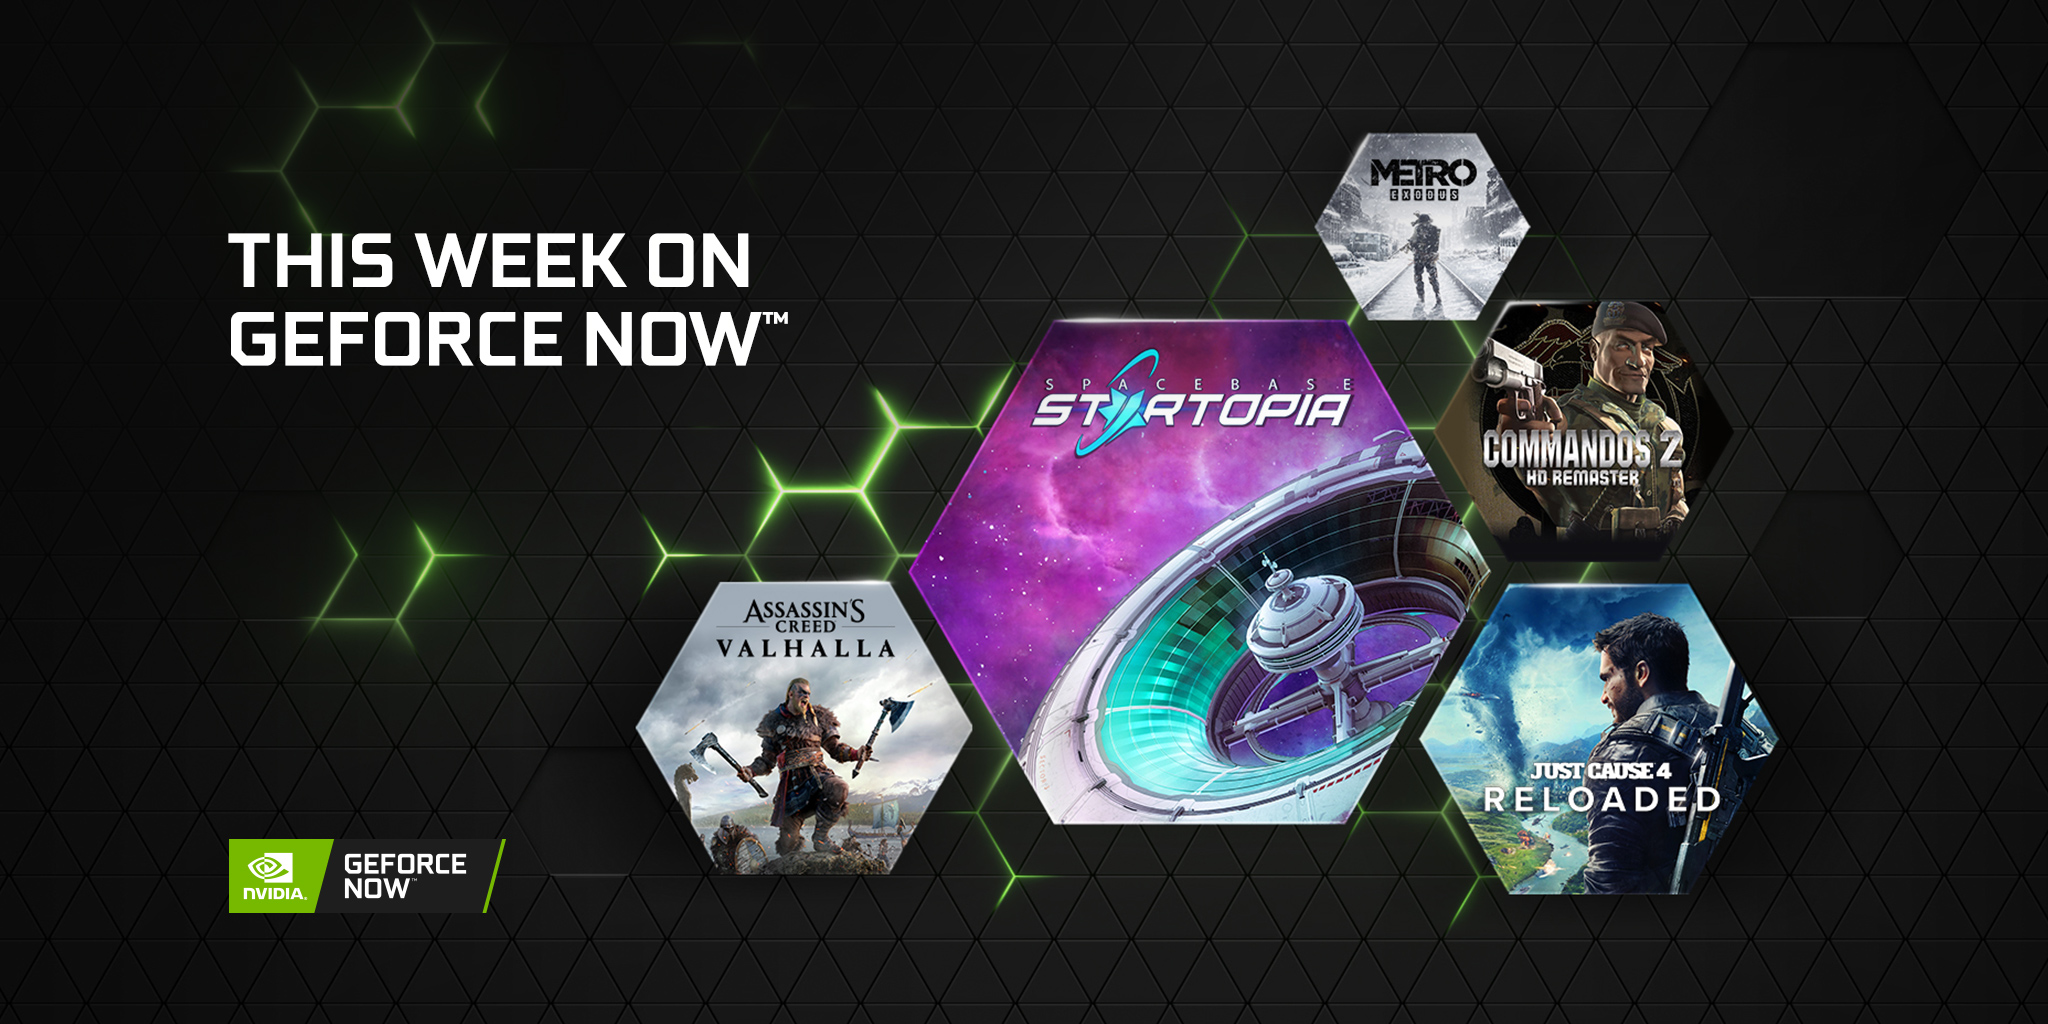 THIS WEEK ON
GEFORCE NOW™
METRO
EXODUS
SPACEBASE
STARTOPIA
COMMANDOS 2
HD REMASTER
ASSASSIN'S
CREED
VALHALLA
JUST CAUSE 4
RELOADED
NVIDIA.
GEFORCE
NOW™